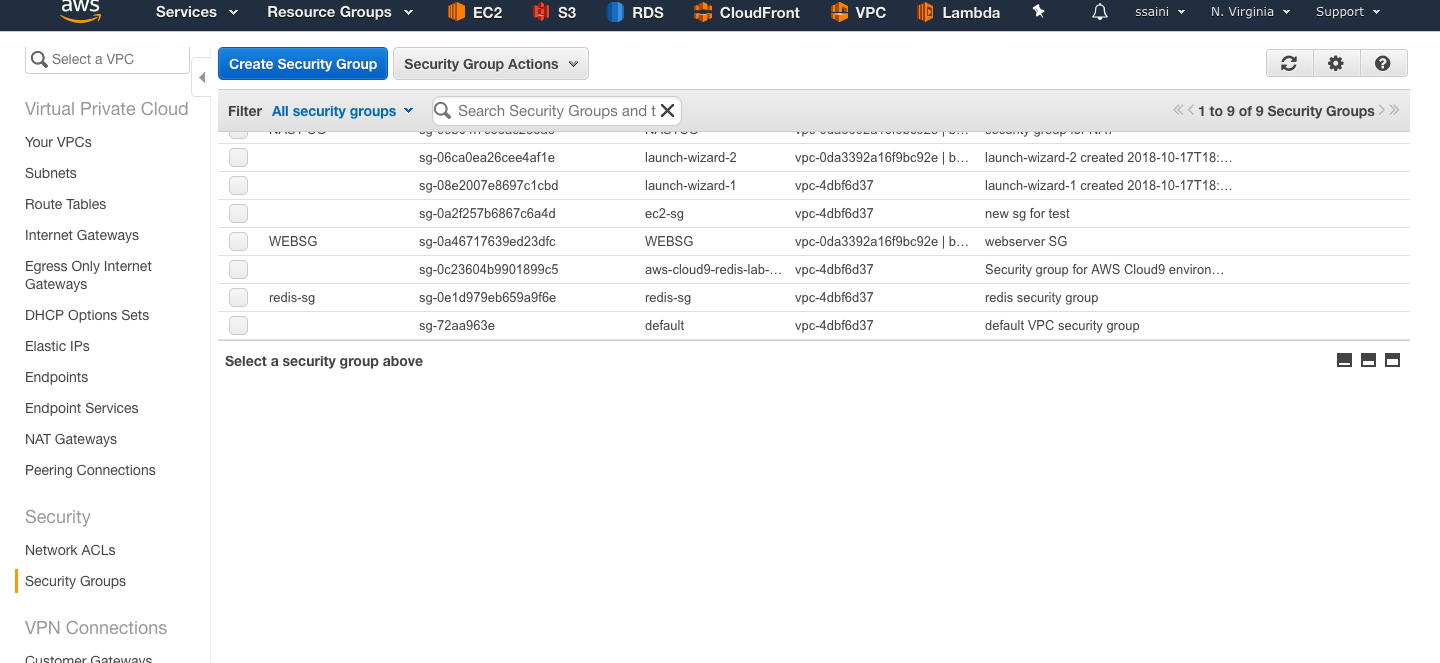 aws Services Resource Groups EC2 S3 RDS CloudFront VPC Lambda ssaini N. Virginia Support
Select a VPC
Virtual Private Cloud
Your VPCs
Subnets
Route Tables
Internet Gateways
Egress Only Internet
Gateways
DHCP Options Sets
Elastic IPs
Endpoints
Endpoint Services
NAT Gateways
Peering Connections
Security
Network ACLs
Security Groups
VPN Connections
Customer Gateways
Create Security Group Security Group Actions
Filter All security groups Search Security Groups and t 1 to 9 of 9 Security Groups
sg-06ca0ea26cee4af1e launch-wizard-2 vpc-0da3392a16f9bc92e | b… launch-wizard-2 created 2018-10-17T18:…
sg-08e2007e8697c1cbd launch-wizard-1 vpc-4dbf6d37 launch-wizard-1 created 2018-10-17T18:…
sg-0a2f257b6867c6a4d ec2-sg vpc-4dbf6d37 new sg for test
WEBSG sg-0a46717639ed23dfc WEBSG vpc-0da3392a16f9bc92e | b… webserver SG
sg-0c23604b9901899c5 aws-cloud9-redis-lab-… vpc-4dbf6d37 Security group for AWS Cloud9 environ…
redis-sg sg-0e1d979eb659a9f6e redis-sg vpc-4dbf6d37 redis security group
sg-72aa963e default vpc-4dbf6d37 default VPC security group
Select a security group above